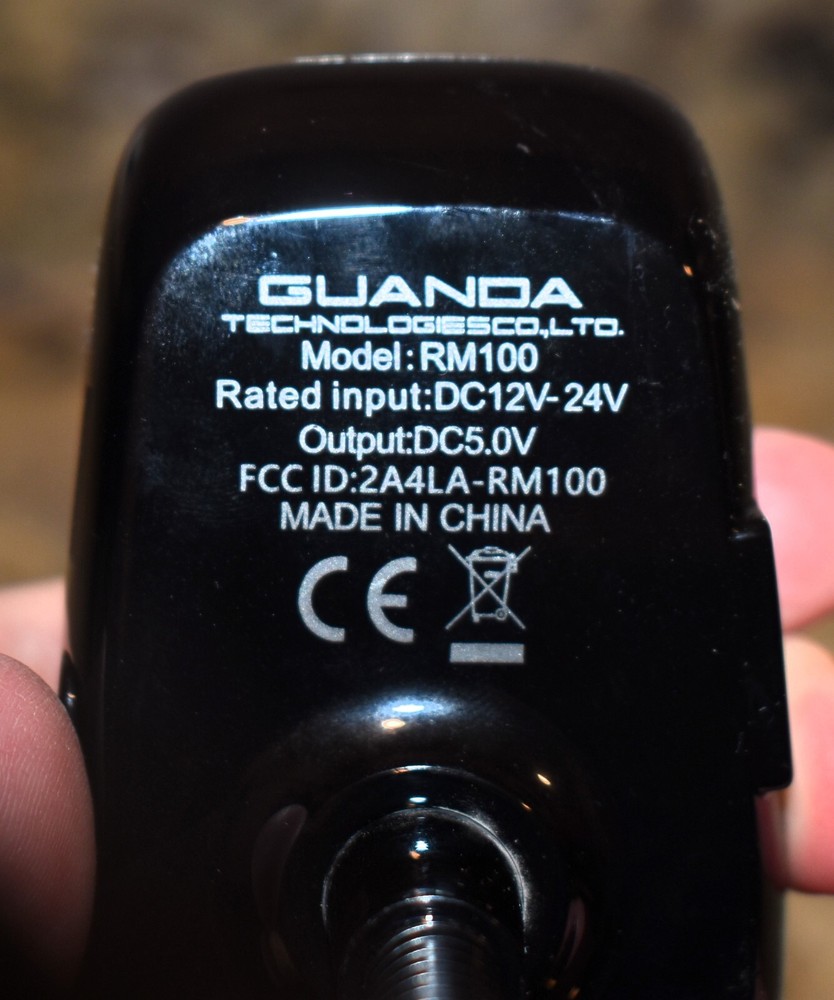 GUANDA
TECHNOLOGIESCO.,LTD.
Model:RM100
Rated input:DC12V-24V
Output:DC5.0V
FCC ID:2A4LA-RM100
MADE IN CHINA
CE